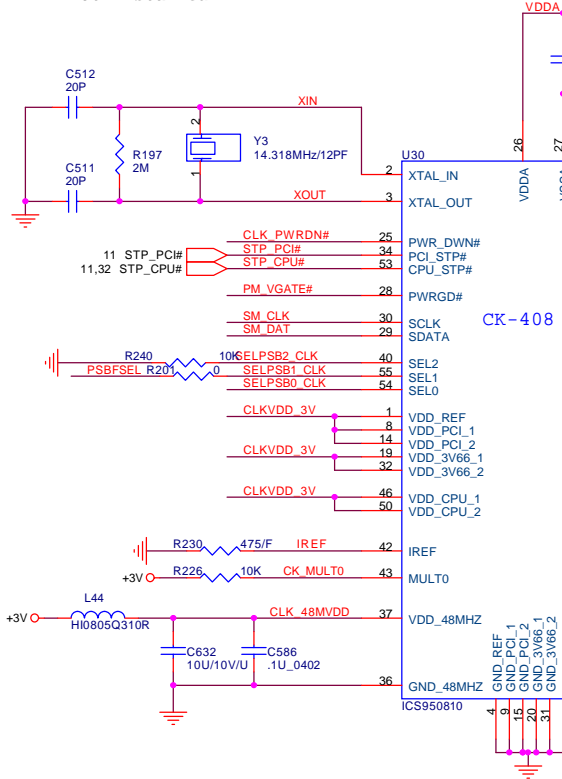 VDDA
C512
20P
XIN
2
R197
2M
Y3
14.318MHz/12PF
1
C511
20P
XOUT
U30
26
27
VDDA
2 XTAL_IN
3 XTAL_OUT
CLK_PWRDN# 25 PWR_DWN#
11 STP_PCI# STP_PCI# 34 PCI_STP#
11,32 STP_CPU# STP_CPU# 53 CPU_STP#
PM_VGATE# 28 PWRGD#
CK-408
SM_CLK 30 SCLK
SM_DAT 29 SDATA
R240 10K SELPSB2_CLK 40 SEL2
PSBFSEL R201 0 SELPSB1_CLK 55 SEL1
SELPSB0_CLK 54 SEL0
CLKVDD_3V 1 VDD_REF
8 VDD_PCI_1
14 VDD_PCI_2
CLKVDD_3V 19 VDD_3V66_1
32 VDD_3V66_2
CLKVDD_3V 46 VDD_CPU_1
50 VDD_CPU_2
R230 475/F IREF 42 IREF
+3V R226 10K CK_MULT0 43 MULT0
L44
+3V HI0805Q310R
CLK_48MVDD 37 VDD_48MHZ
C632
10U/10V/U
C586
.1U_0402
36 GND_48MHZ
ICS950810
GND_REF
GND_PCI_1
GND_PCI_2
GND_3V66_1
GND_3V66_2
4
9
15
20
31